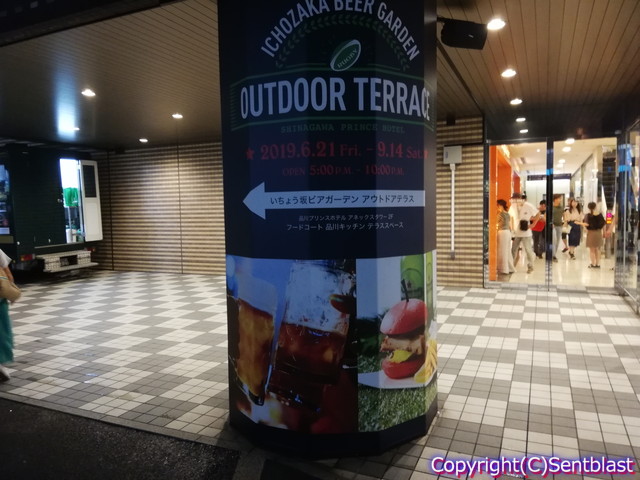 ICHOZAKA BEER GARDEN
OUTDOOR TERRACE
SHINAGAWA PRINCE HOTEL
★ 2019.6.21 Fri. - 9.14 Sat. ★
OPEN 5:00 P.M. - 10:00 P.M.
いちょう坂ビアガーデン アウトドアテラス
品川プリンスホテル アネックスタワー 2F
フードコート 品川キッチン テラススペース
Copyright(C)Sentblast